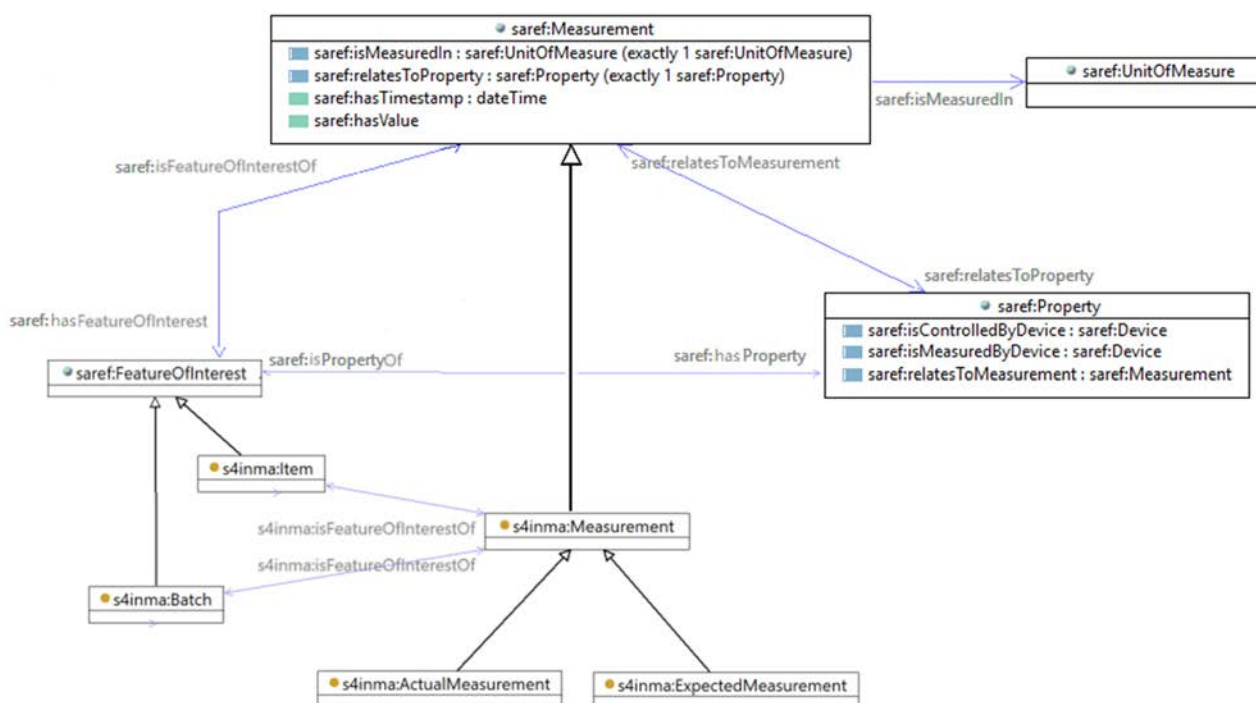 saref:Measurement
saref:isMeasuredIn : saref:UnitOfMeasure (exactly 1 saref:UnitOfMeasure)
saref:relatesToProperty : saref:Property (exactly 1 saref:Property)
saref:hasTimestamp : dateTime
saref:hasValue
saref:UnitOfMeasure
saref:isMeasuredIn
saref:isFeatureOfInterestOf
saref:relatesToMeasurement
saref:relatesToProperty
saref:hasFeatureOfInterest
saref:Property
saref:isControlledByDevice : saref:Device
saref:isMeasuredByDevice : saref:Device
saref:relatesToMeasurement : saref:Measurement
saref:isPropertyOf
saref:has Property
saref:FeatureOfInterest
s4inma:Item
s4inma:isFeatureOfInterestOf
s4inma:Measurement
s4inma:isFeatureOfInterestOf
s4inma:Batch
s4inma:ActualMeasurement
s4inma:ExpectedMeasurement